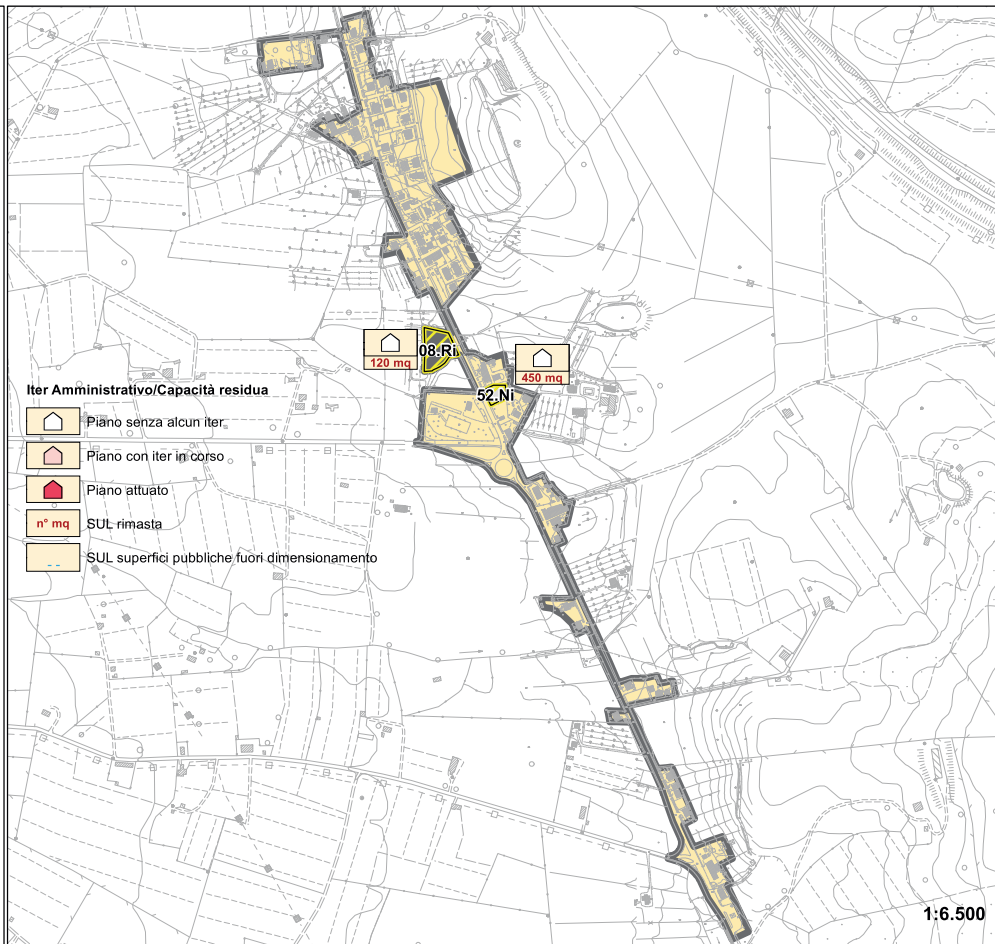 08.Ri
120 mq
450 mq
52.Ni
Iter Amministrativo/Capacità residua
Piano senza alcun iter
Piano con iter in corso
Piano attuato
n° mq SUL rimasta
-- SUL superfici pubbliche fuori dimensionamento
1:6.500